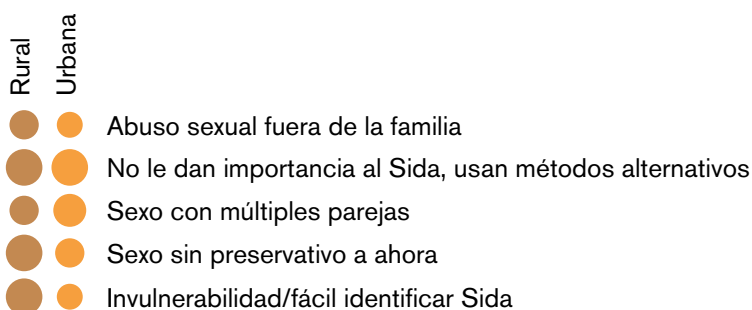 Rural
Urbana
Abuso sexual fuera de la familia
No le dan importancia al Sida, usan métodos alternativos
Sexo con múltiples parejas
Sexo sin preservativo a ahora
Invulnerabilidad/fácil identificar Sida